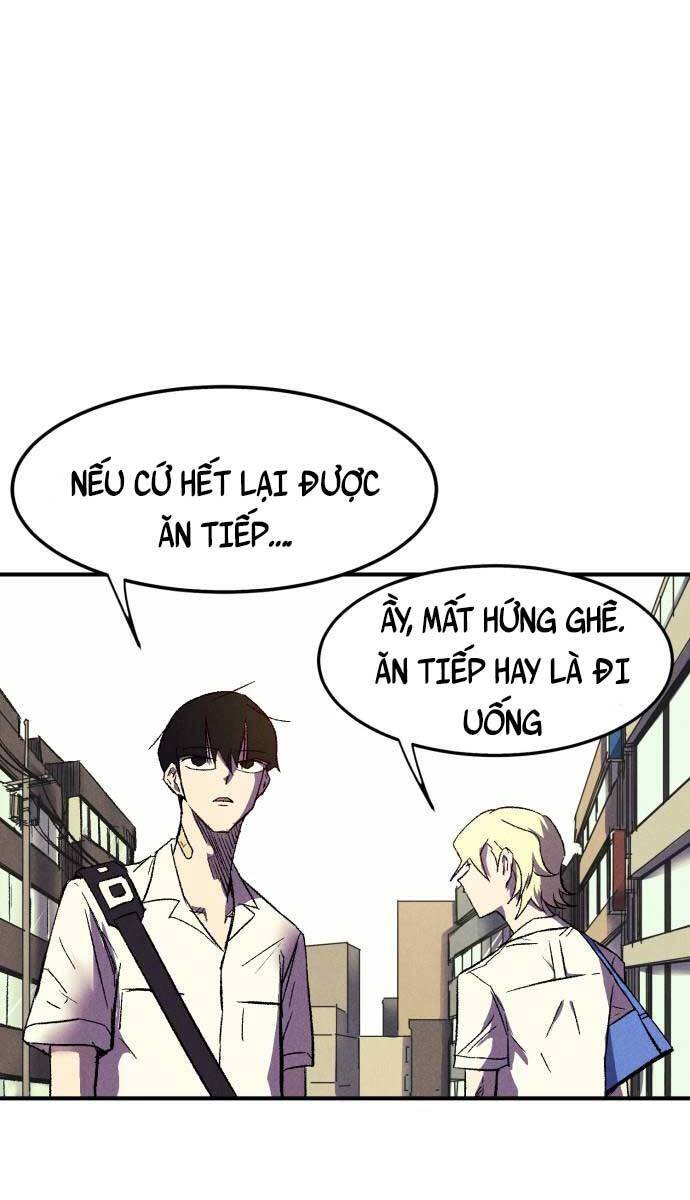 NẾU CỨ HẾT LẠI ĐƯỢC
ĂN TIẾP....
ẦY, MẤT HỨNG GHÊ.
ĂN TIẾP HAY LÀ ĐI
UỐNG